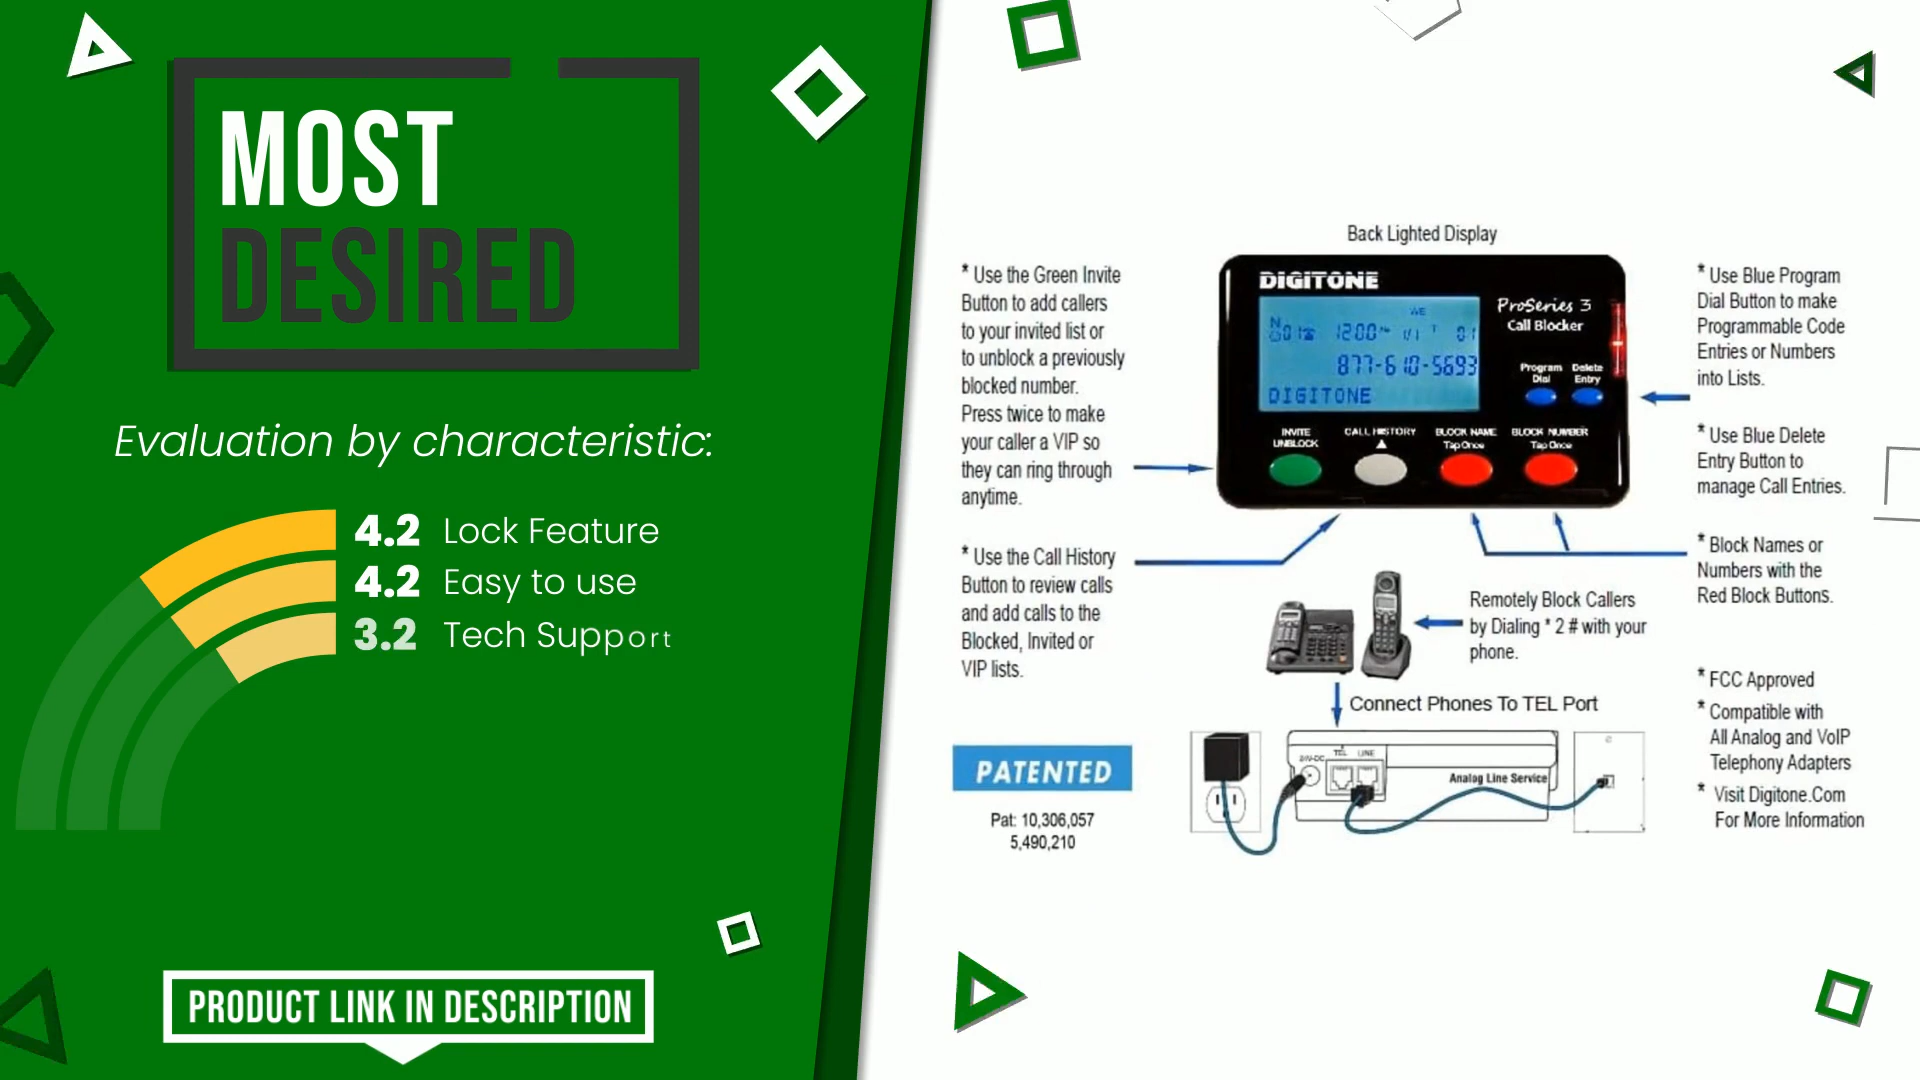 MOST
DESIRED
Evaluation by characteristic:
4.2 Lock Feature
4.2 Easy to use
3.2 Tech Support
PRODUCT LINK IN DESCRIPTION
Back Lighted Display
* Use the Green Invite
Button to add callers
to your invited list or
to unblock a previously
blocked number.
Press twice to make
your caller a VIP so
they can ring through
anytime.
* Use the Call History
Button to review calls
and add calls to the
Blocked, Invited or
VIP lists.
PATENTED
Pat: 10,306,057
5,490,210
DIGITONE
ProSeries 3
Call Blocker
WE
12:00 AM 1/1
877-610-5693
DIGITONE
Program
Dial
Delete
Entry
INVITE
UNBLOCK
CALL HISTORY
BLOCK NAME
Tap Once
BLOCK NUMBER
Tap Once
Remotely Block Callers
by Dialing * 2 # with your
phone.
Connect Phones To TEL Port
TEL LINE
Analog Line Service
* Use Blue Program
Dial Button to make
Programmable Code
Entries or Numbers
into Lists.
* Use Blue Delete
Entry Button to
manage Call Entries.
* Block Names or
Numbers with the
Red Block Buttons.
* FCC Approved
* Compatible with
All Analog and VoIP
Telephony Adapters
* Visit Digitone.Com
For More Information